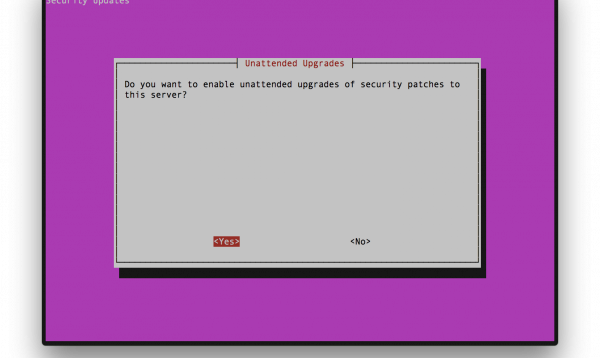 Security Updates
Unattended Upgrades
Do you want to enable unattended upgrades of security patches to
this server?
<Yes> <No>